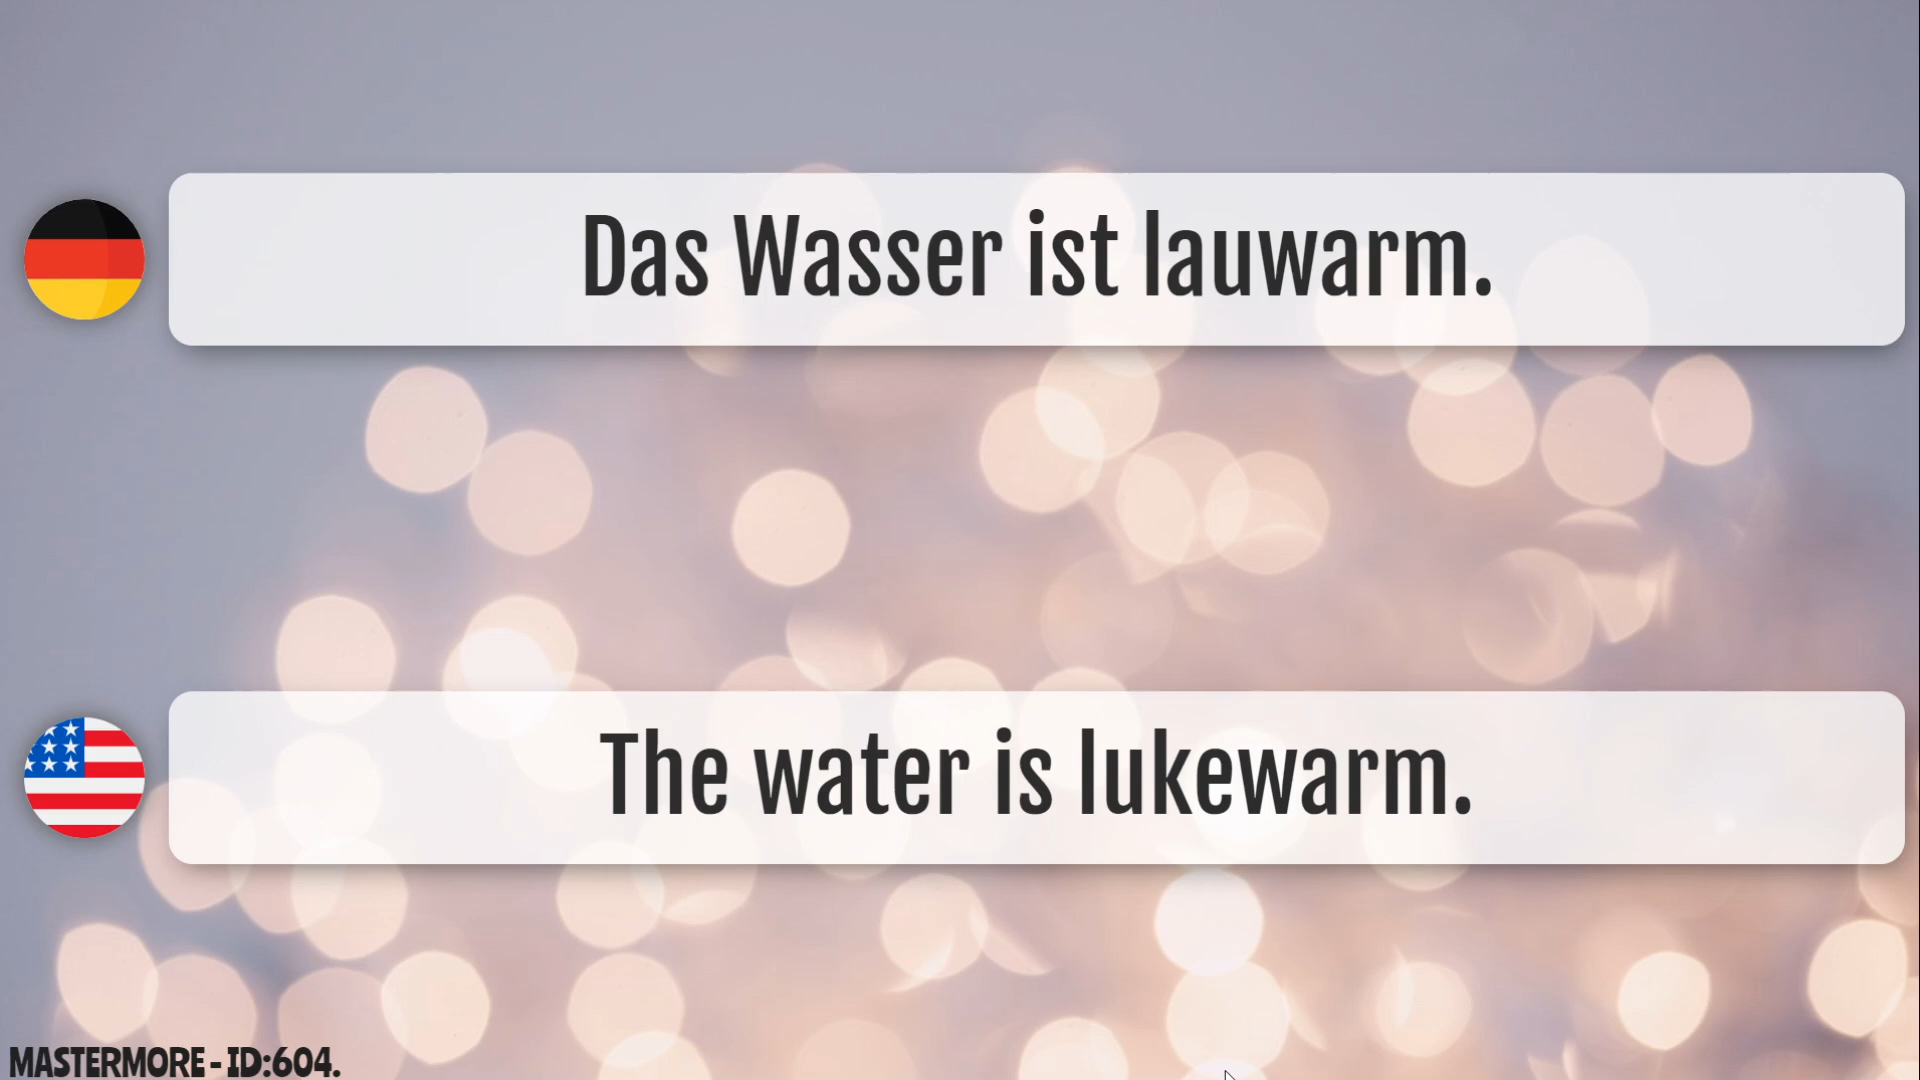 Das Wasser ist lauwarm.
The water is lukewarm.
MASTERMORE - ID:604.